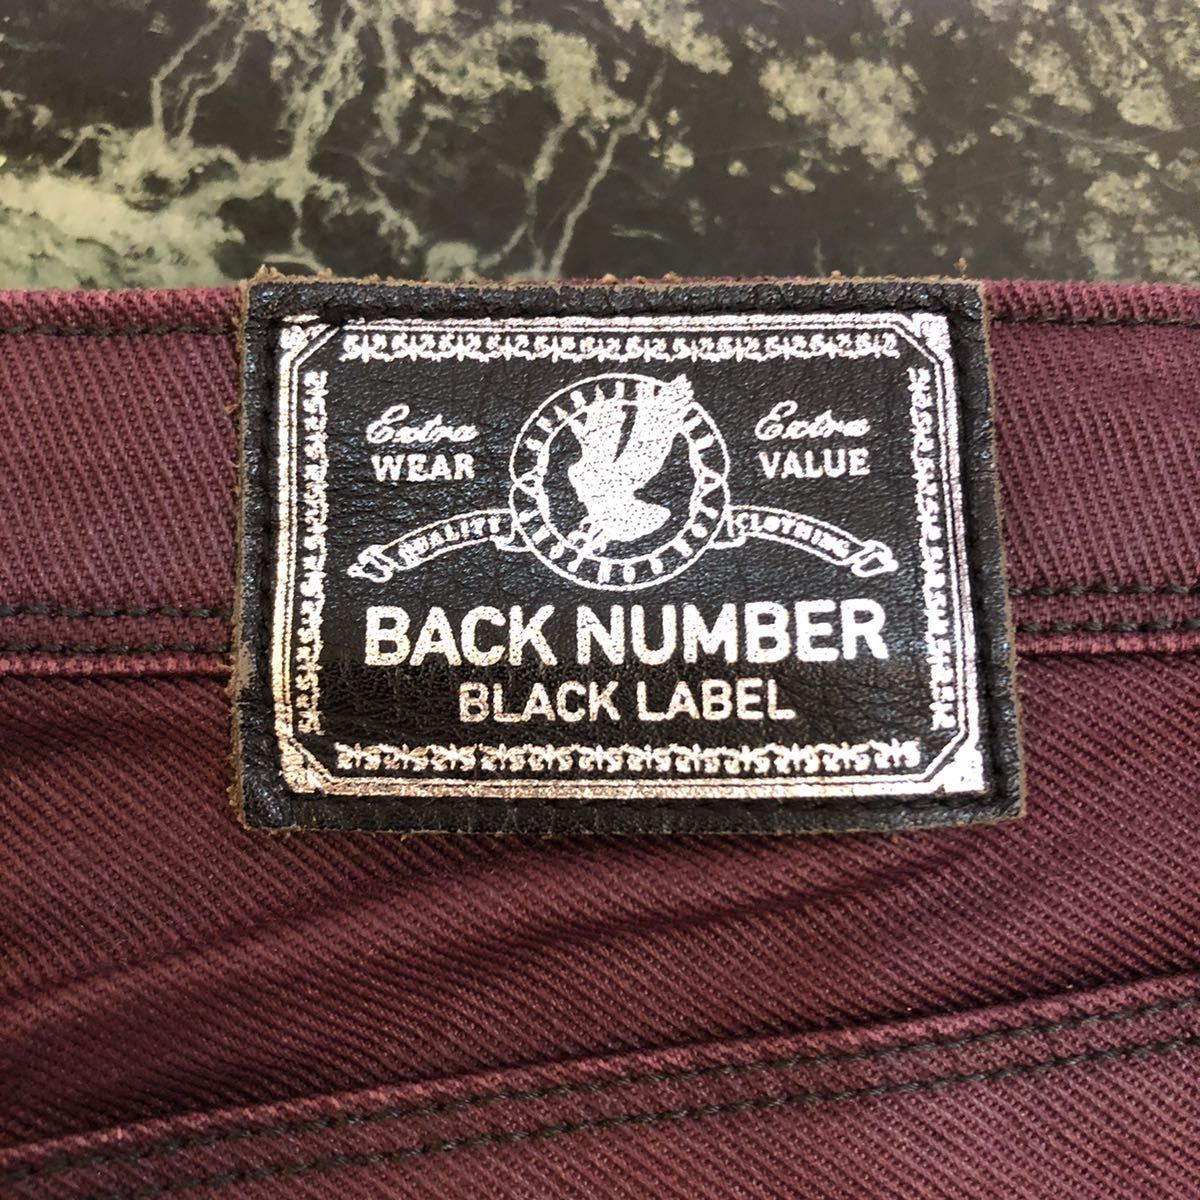 Extra
WEAR
Extra
VALUE
QUALITY
CLOTHING
BACK NUMBER
BLACK LABEL